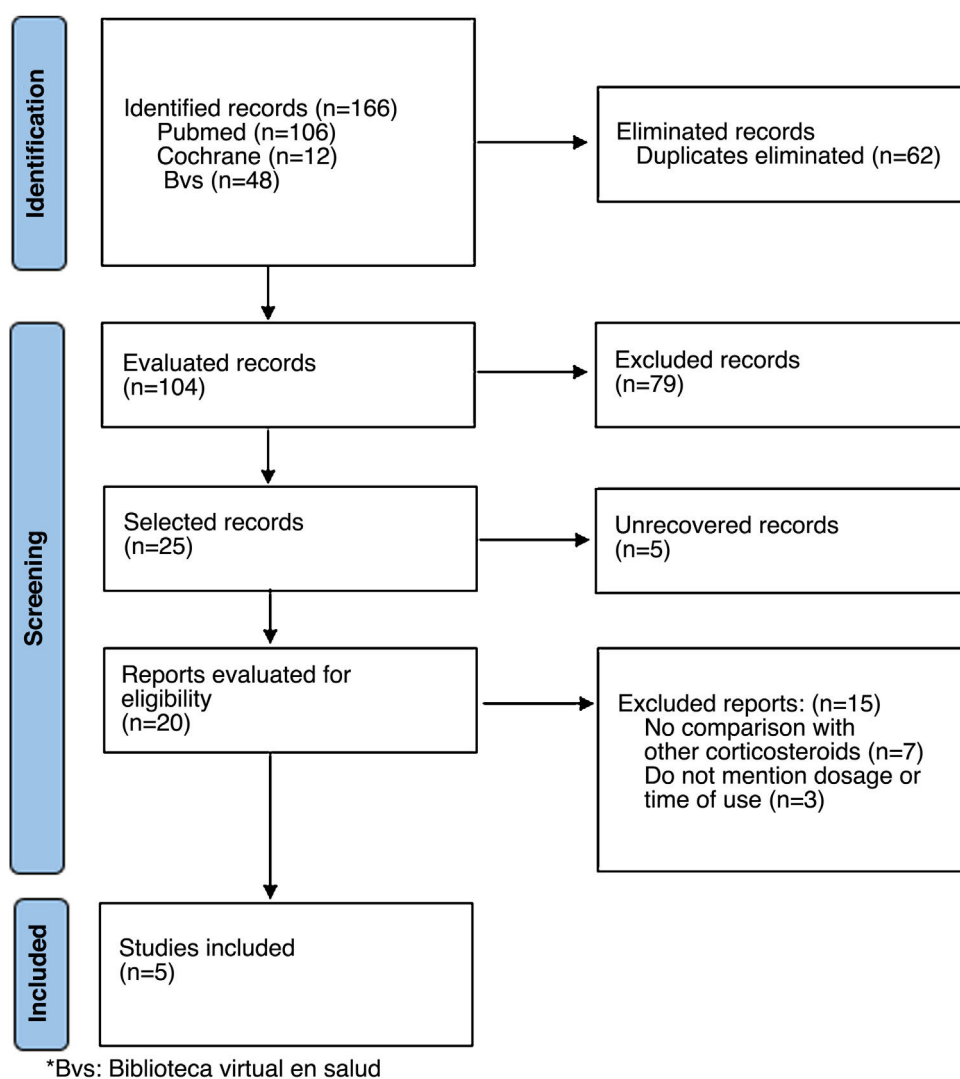 Identification
Identified records (n=166)
Pubmed (n=106)
Cochrane (n=12)
Bvs (n=48)
Eliminated records
Duplicates eliminated (n=62)
Screening
Evaluated records
(n=104)
Excluded records
(n=79)
Selected records
(n=25)
Unrecovered records
(n=5)
Reports evaluated for
eligibility
(n=20)
Excluded reports: (n=15)
No comparison with
other corticosteroids (n=7)
Do not mention dosage or
time of use (n=3)
Included
Studies included
(n=5)
*Bvs: Biblioteca virtual en salud